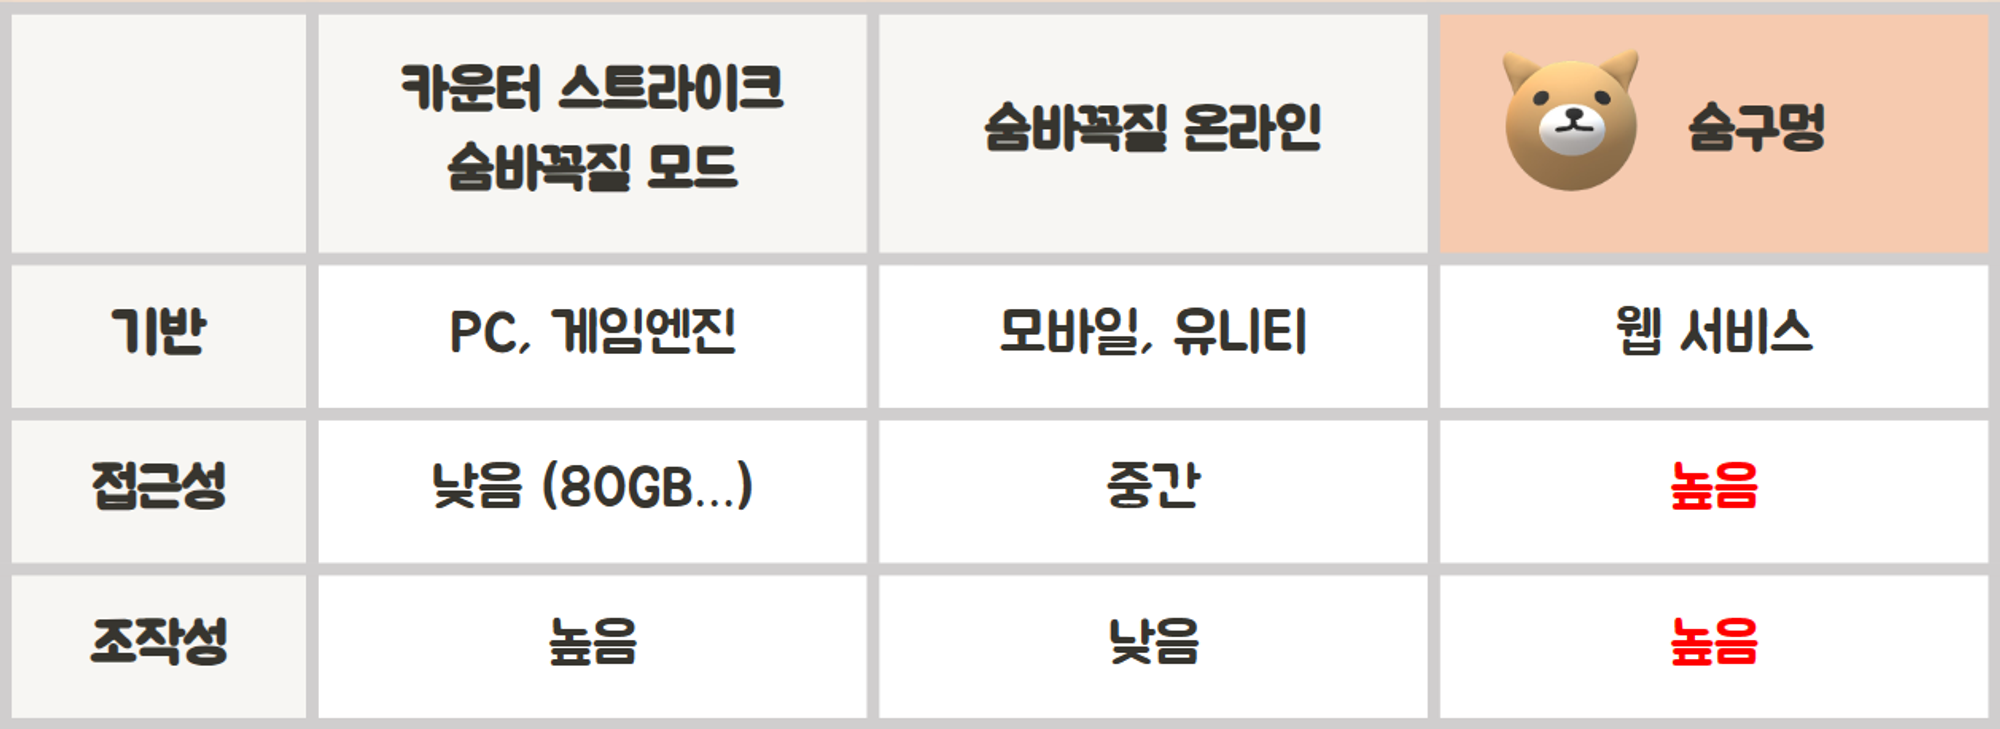 카운터 스트라이크
숨바꼭질 모드
숨바꼭질 온라인
숨구멍
기반
PC, 게임엔진
모바일, 유니티
웹 서비스
접근성
낮음 (80GB...)
중간
높음
조작성
높음
낮음
높음